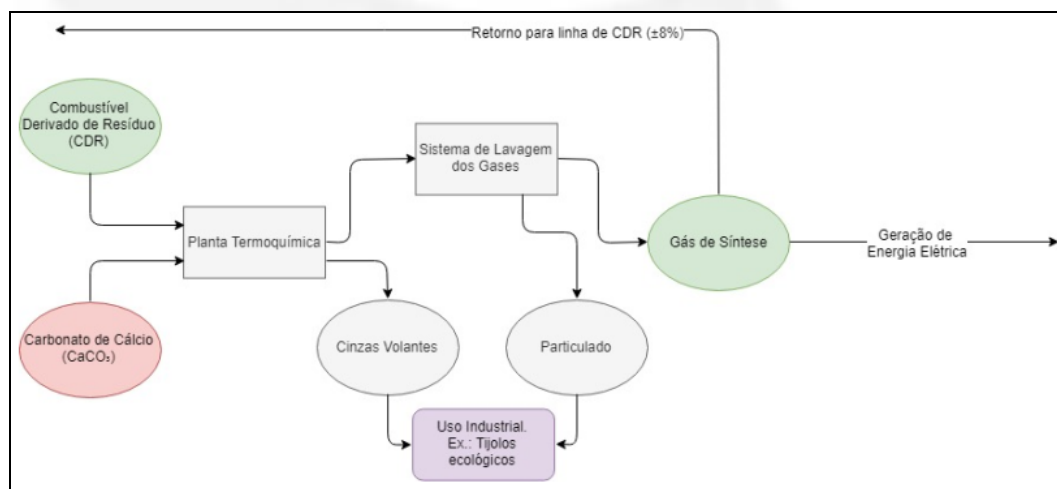 Retorno para linha de CDR (±8%)
Combustível
Derivado de Resíduo
(CDR)
Sistema de Lavagem
dos Gases
Planta Termoquímica
Gás de Síntese
Geração de
Energia Elétrica
Carbonato de Cálcio
(CaCO₃)
Cinzas Volantes
Particulado
Uso Industrial.
Ex.: Tijolos
ecológicos